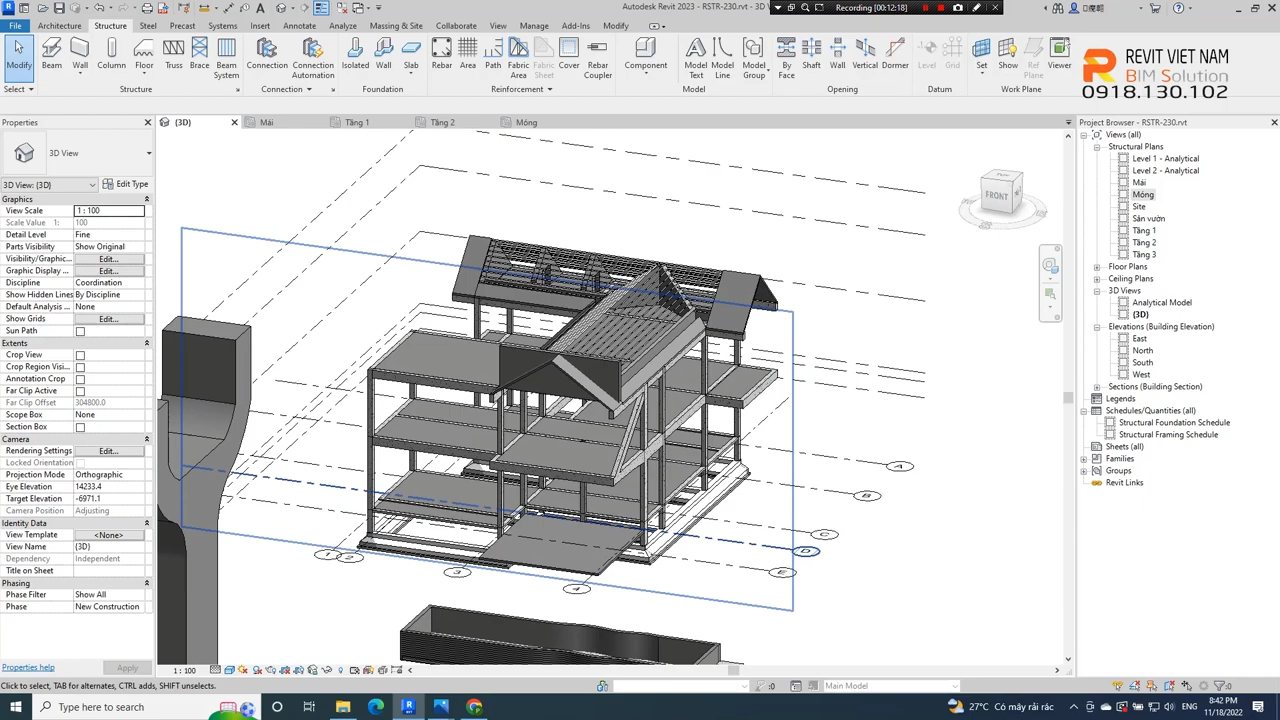 Autodesk Revit 2023 - RSTR-230.rvt - 3D View: {3D}
Recording [00:12:18]
File
Architecture
Structure
Steel
Precast
Systems
Insert
Annotate
Analyze
Massing & Site
Collaborate
View
Manage
Add-Ins
Modify
Modify
Beam
Wall
Column
Floor
Truss
Brace
Beam System
Connection
Connection Automation
Isolated
Wall
Slab
Rebar
Area
Path
Fabric Area
Fabric Sheet
Cover
Rebar Coupler
Component
Model Text
Model Line
Model Group
By Face
Shaft
Wall
Vertical
Dormer
Level
Grid
Set
Show
Ref Plane
Viewer
Select
Structure
Connection
Foundation
Reinforcement
Model
Opening
Datum
Work Plane
REVIT VIET NAM
BIM Solution
0918.130.102
Properties
{3D}
Mái
Tầng 1
Tầng 2
Móng
Project Browser - RSTR-230.rvt
3D View
3D View: {3D}
Edit Type
Graphics
View Scale 1 : 100
Scale Value 1: 100
Detail Level Fine
Parts Visibility Show Original
Visibility/Graphic... Edit...
Graphic Display ... Edit...
Discipline Coordination
Show Hidden Lines By Discipline
Default Analysis ... None
Show Grids Edit...
Sun Path
Extents
Crop View
Crop Region Visi...
Annotation Crop
Far Clip Active
Far Clip Offset 304800.0
Scope Box None
Section Box
Camera
Rendering Settings Edit...
Locked Orientation
Projection Mode Orthographic
Eye Elevation 14233.4
Target Elevation -6971.1
Camera Position Adjusting
Identity Data
View Template <None>
View Name {3D}
Dependency Independent
Title on Sheet
Phasing
Phase Filter Show All
Phase New Construction
Properties help
Apply
FRONT
A
B
C
D
E
1
2
3
4
Views (all)
Structural Plans
Level 1 - Analytical
Level 2 - Analytical
Mái
Móng
Site
Sân vườn
Tầng 1
Tầng 2
Tầng 3
Floor Plans
Ceiling Plans
3D Views
Analytical Model
{3D}
Elevations (Building Elevation)
East
North
South
West
Sections (Building Section)
Legends
Schedules/Quantities (all)
Structural Foundation Schedule
Structural Framing Schedule
Sheets (all)
Families
Groups
Revit Links
1 : 100
Click to select, TAB for alternates, CTRL adds, SHIFT unselects.
:0
Main Model
:0
Type here to search
27°C Có mây rải rác
8:42 PM
11/18/2022